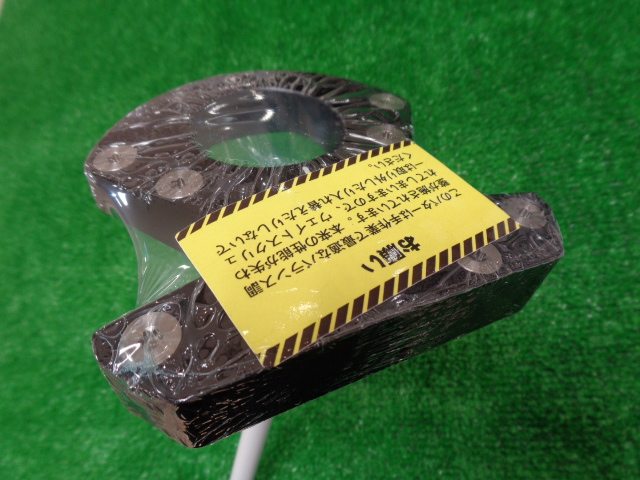 お願い
このパターは手作業で最適なバランス調
整が施されています。本来の性能が失わ
れてしまいますので、ウェイトスクリュ
ーは取り外したり入れ替えたりしないで
ください。